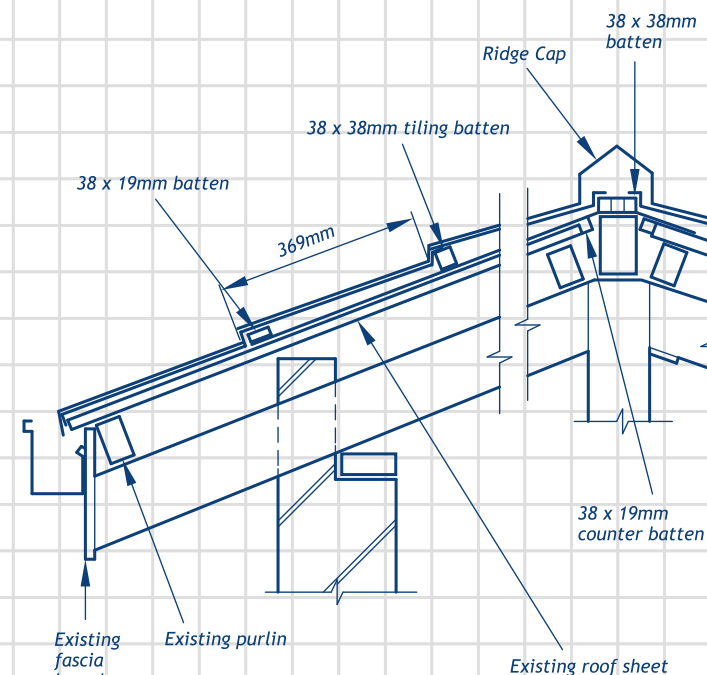 38 x 38mm
batten
Ridge Cap
38 x 38mm tiling batten
38 x 19mm batten
369mm
38 x 19mm
counter batten
Existing
fascia
Existing purlin
Existing roof sheet